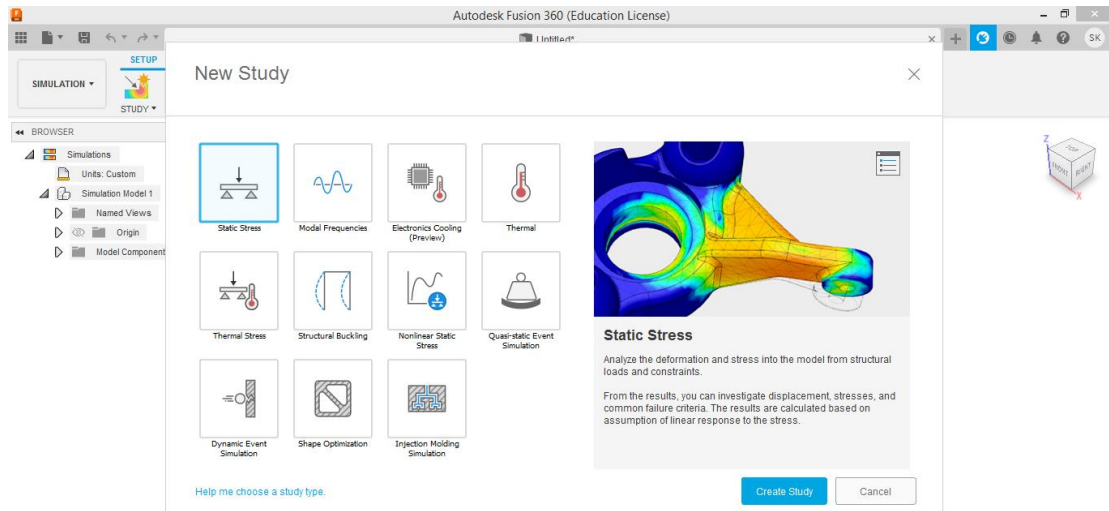 Autodesk Fusion 360 (Education License)
Untitled*
SK
SETUP
SIMULATION
STUDY
New Study
BROWSER
Simulations
Units: Custom
Simulation Model 1
Named Views
Origin
Model Component
Static Stress
Modal Frequencies
Electronics Cooling
(Preview)
Thermal
Thermal Stress
Structural Buckling
Nonlinear Static
Stress
Quasi-static Event
Simulation
Dynamic Event
Simulation
Shape Optimization
Injection Molding
Simulation
Static Stress
Analyze the deformation and stress into the model from structural
loads and constraints.
From the results, you can investigate displacement, stresses, and
common failure criteria. The results are calculated based on
assumption of linear response to the stress.
Help me choose a study type.
Create Study
Cancel
Z
TOP
FRONT
RIGHT
X